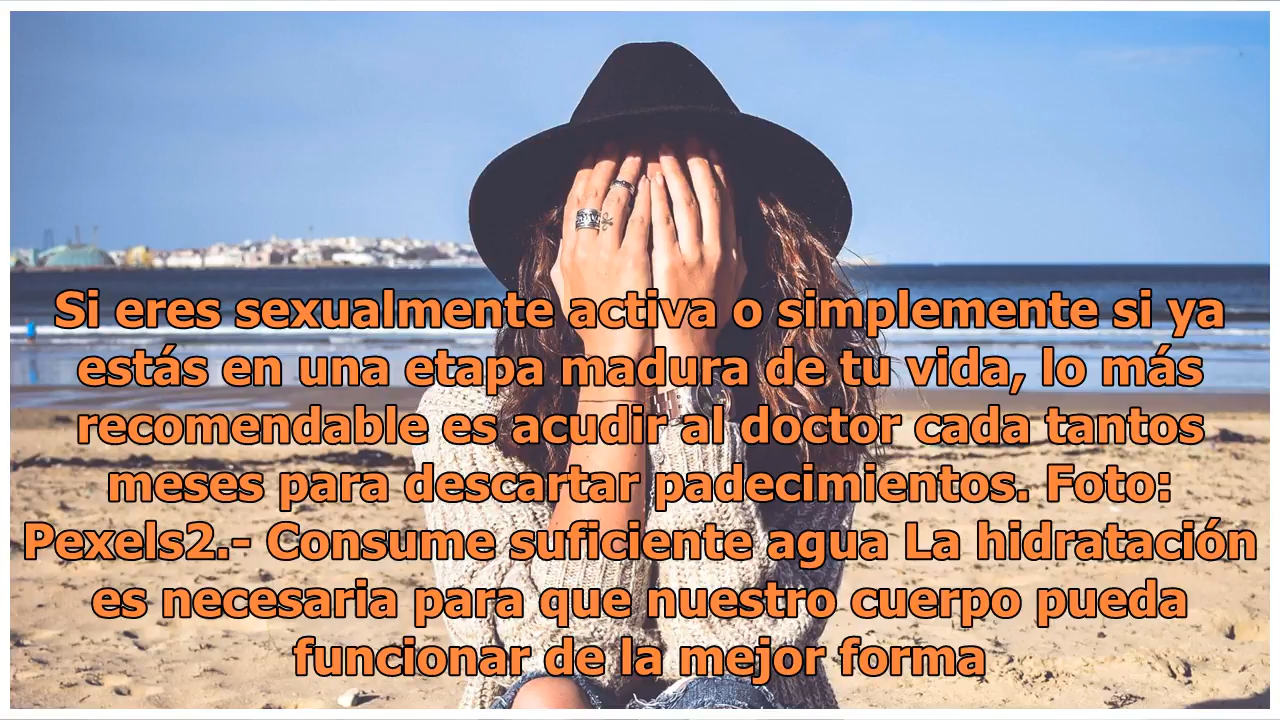 Si eres sexualmente activa o simplemente si ya
estás en una etapa madura de tu vida, lo más
recomendable es acudir al doctor cada tantos
meses para descartar padecimientos. Foto:
Pexels2.- Consume suficiente agua La hidratación
es necesaria para que nuestro cuerpo pueda
funcionar de la mejor forma